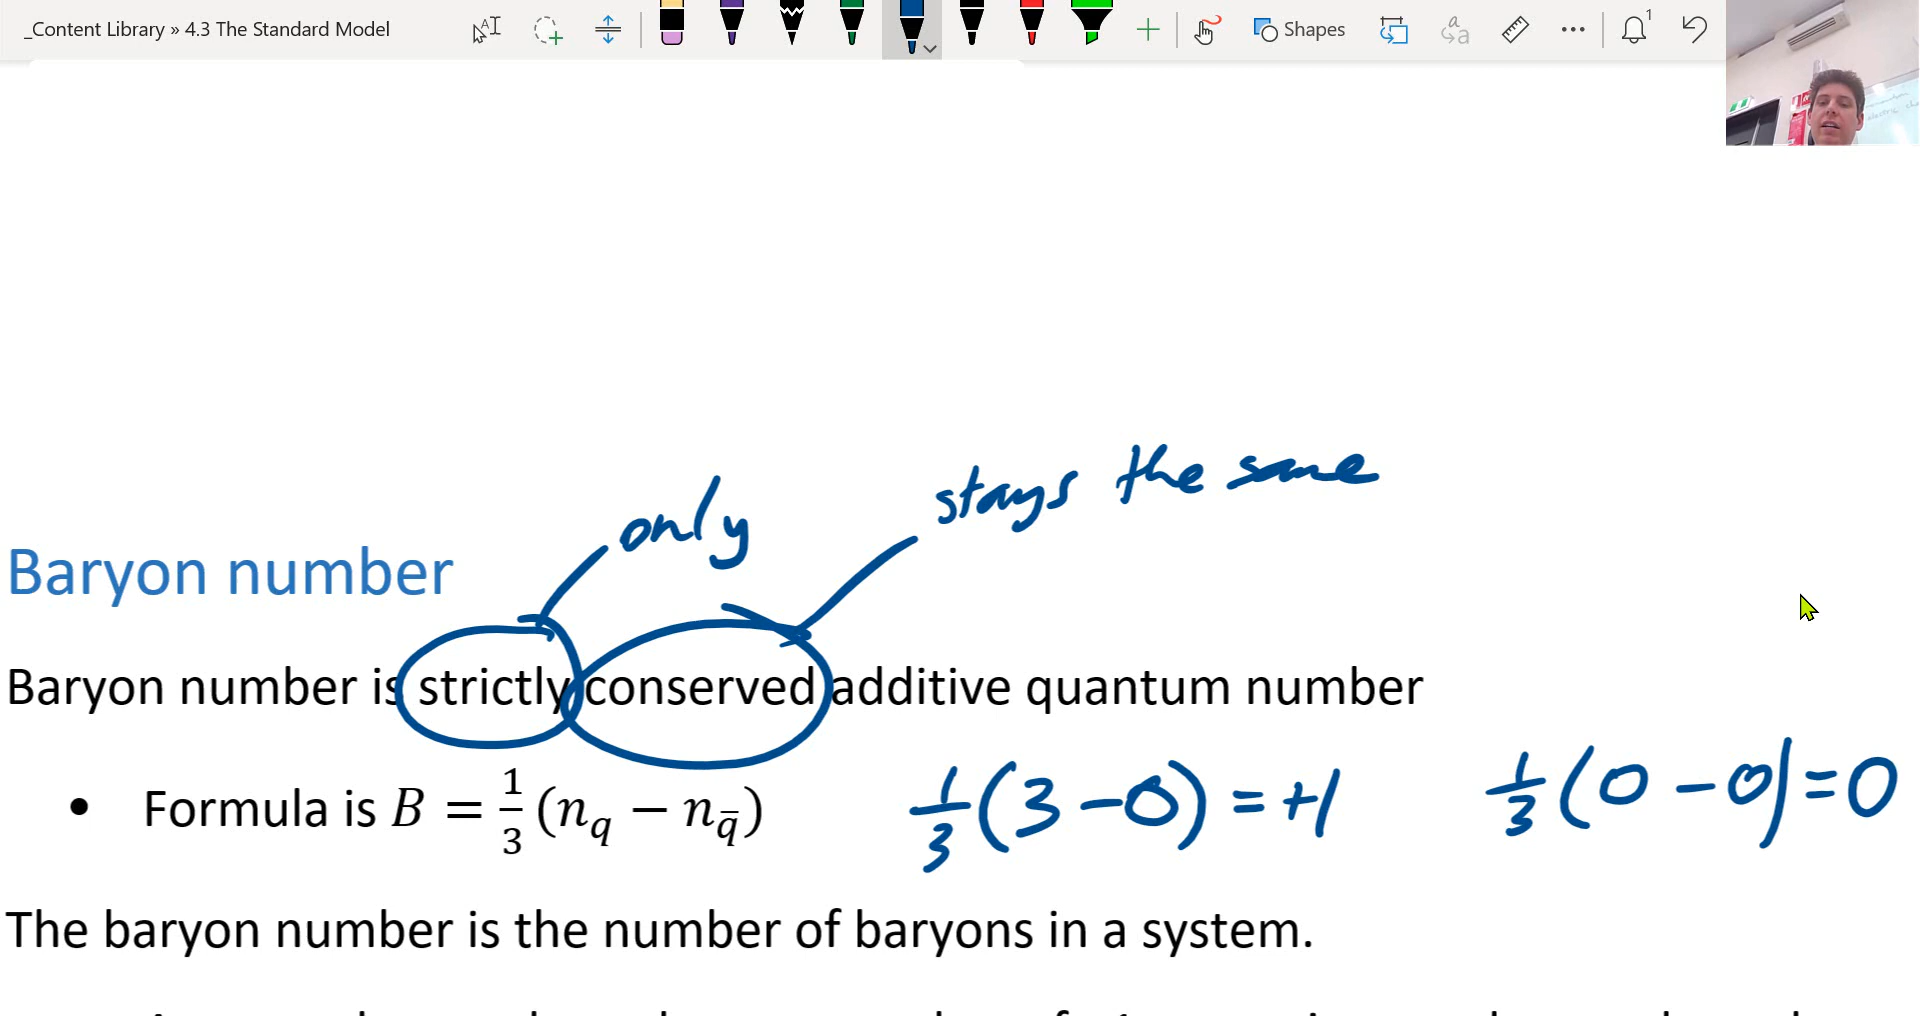 _Content Library » 4.3 The Standard Model
Shapes
1
stays the same
only
Baryon number
Baryon number is strictly conserved additive quantum number
• Formula is B = 1/3 (n_q − n_q̄)
1/3 (3 − 0) = +1
1/3 (0 − 0) = 0
The baryon number is the number of baryons in a system.